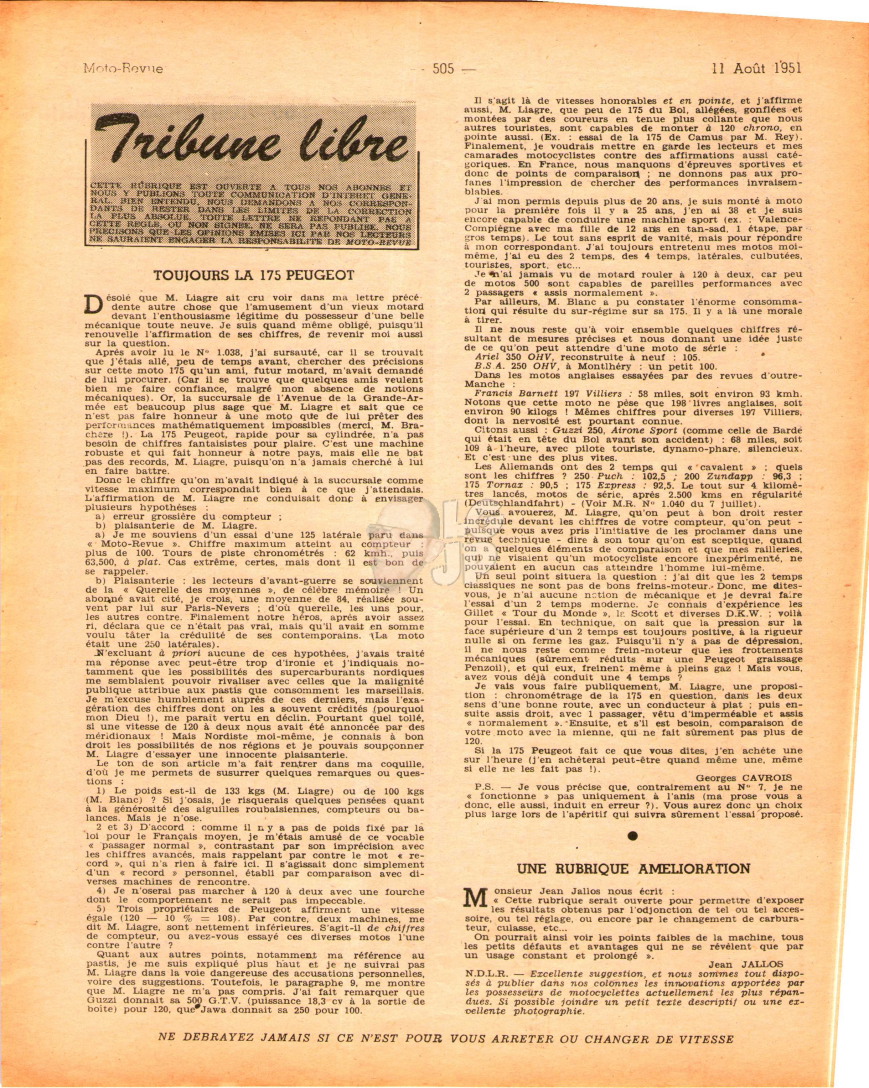 Moto-Revue
— 505 —
11 Août 1951
Tribune libre
CETTE RUBRIQUE EST OUVERTE A TOUS NOS ABONNES ET
NOUS Y PUBLIONS TOUTE COMMUNICATION D'INTERET GENE-
RAL. BIEN ENTENDU, NOUS DEMANDONS A NOS CORRESPON-
DANTS DE RESTER DANS LES LIMITES DE LA CORRECTION
LA PLUS ABSOLUE. TOUTE LETTRE NE REPONDANT PAS A
CETTE REGLE, OU NON SIGNEE, NE SERA PAS PUBLIEE. NOUS
PRECISONS QUE LES OPINIONS EMISES ICI PAR NOS LECTEURS
NE SAURAIENT ENGAGER LA RESPONSABILITE DE MOTO-REVUE
TOUJOURS LA 175 PEUGEOT
Désolé que M. Liagre ait cru voir dans ma lettre précé-
dente autre chose que l'amusement d'un vieux motard
devant l'enthousiasme légitime du possesseur d'une belle
mécanique toute neuve. Je suis quand même obligé, puisqu'il
renouvelle l'affirmation de ses chiffres, de revenir moi aussi
sur la question.
Après avoir lu le N° 1.038, j'ai sursauté, car il se trouvait
que j'étais allé, peu de temps avant, chercher des précisions
sur cette moto 175 qu'un ami, futur motard, m'avait demandé
de lui procurer. (Car il se trouve que quelques amis veulent
bien me faire confiance, malgré mon absence de notions
mécaniques). Or, la succursale de l'Avenue de la Grande-Ar-
mée est beaucoup plus sage que M. Liagre et sait que ce
n'est pas faire honneur à une moto que de lui prêter des
performances mathématiquement impossibles (merci, M. Bra-
chère !). La 175 Peugeot, rapide pour sa cylindrée, n'a pas
besoin de chiffres fantaisistes pour plaire. C'est une machine
robuste et qui fait honneur à notre pays, mais elle ne bat
pas des records, M. Liagre, puisqu'on n'a jamais cherché à lui
en faire battre.
Donc le chiffre qu'on m'avait indiqué à la succursale comme
vitesse maximum correspondait bien à ce que j'attendais.
L'affirmation de M. Liagre me conduisait donc à envisager
plusieurs hypothèses :
a) erreur grossière du compteur ;
b) plaisanterie de M. Liagre.
a) Je me souviens d'un essai d'une 125 latérale paru dans
« Moto-Revue ». Chiffre maximum atteint au compteur :
plus de 100. Tours de piste chronométrés : 62 kmh., puis
63,500, à plat. Cas extrême, certes, mais dont il est bon de
se rappeler.
b) Plaisanterie : les lecteurs d'avant-guerre se souviennent
de la « Querelle des moyennes », de célèbre mémoire ! Un
abonné avait cité, je crois, une moyenne de 84, réalisée sou-
vent par lui sur Paris-Nevers ; d'où querelle, les uns pour,
les autres contre. Finalement notre héros, après avoir assez
ri, déclara que ce n'était pas vrai, mais qu'il avait en somme
voulu tâter la crédulité de ses contemporains. (La moto
était une 250 latérales).
N'excluant à priori aucune de ces hypothées, j'avais traité
ma réponse avec peut-être trop d'ironie et j'indiquais no-
tamment que les possibilités des supercarburants nordiques
me semblaient pouvoir rivaliser avec celles que la malignité
publique attribue aux pastis que consomment les marseillais.
Je m'excuse humblement auprès de ces derniers, mais l'exa-
gération des chiffres dont on les a souvent crédités (pourquoi
mon Dieu !), me parait vertu en déclin. Pourtant quel tollé,
si une vitesse de 120 à deux nous avait été annoncée par des
méridionaux ! Mais Nordiste moi-même, je connais à bon
droit les possibilités de nos régions et je pouvais soupçonner
M. Liagre d'essayer une innocente plaisanterie.
Le ton de son article m'a fait rentrer dans ma coquille,
d'où je me permets de susurrer quelques remarques ou ques-
tions :
1) Le poids est-il de 133 kgs (M. Liagre) ou de 100 kgs
(M. Blanc) ? Si j'osais, je risquerais quelques pensées quant
à la générosité des aiguilles roubaisiennes, compteurs ou ba-
lances. Mais je n'ose.
2 et 3) D'accord : comme il n'y a pas de poids fixé par la
loi pour le Français moyen, je m'étais amusé de ce vocable
« passager normal », contrastant par son imprécision avec
les chiffres avancés, mais rappelant par contre le mot « re-
cord », qui n'a rien à faire ici. Il s'agissait donc simplement
d'un « record » personnel, établi par comparaison avec di-
verses machines de rencontre.
4) Je n'oserai pas marcher à 120 à deux avec une fourche
dont le comportement ne serait pas impeccable.
5) Trois propriétaires de Peugeot affirment une vitesse
égale (120 — 10 % = 108). Par contre, deux machines, me
dit M. Liagre, sont nettement inférieures. S'agit-il de chiffres
de compteur, ou avez-vous essayé ces diverses motos l'une
contre l'autre ?
Quant aux autres points, notamment ma référence au
pastis, je me suis expliqué plus haut et je ne suivrai pas
M. Liagre dans la voie dangereuse des accusations personnelles,
voire des suggestions. Toutefois, le paragraphe 9, me montre
que M. Liagre ne m'a pas compris. J'ai fait remarquer que
Guzzi donnait sa 500 G.T.V. (puissance 18,3 cv à la sortie de
boite) pour 120, que Jawa donnait sa 250 pour 100.
Il s'agit là de vitesses honorables et en pointe, et j'affirme
aussi, M. Liagre, que peu de 175 du Bol, allégées, gonflées et
montées par des coureurs en tenue plus collante que nous
autres touristes, sont capables de monter à 120 chrono, en
pointe aussi. (Ex. : essai de la 175 de Camus par M. Rey).
Finalement, je voudrais mettre en garde les lecteurs et mes
camarades motocyclistes contre des affirmations aussi caté-
goriques. En France, nous manquons d'épreuves sportives et
donc de points de comparaison ; ne donnons pas aux pro-
fanes l'impression de chercher des performances invraisem-
blables.
J'ai mon permis depuis plus de 20 ans, je suis monté à moto
pour la première fois il y a 25 ans, j'en ai 38 et je suis
encore capable de conduire une machine sport (ex. : Valence-
Compiègne avec ma fille de 12 ans en tan-sad, 1 étape, par
gros temps). Le tout sans esprit de vanité, mais pour répondre
à mon correspondant. J'ai toujours entretenu mes motos moi-
même, j'ai eu des 2 temps, des 4 temps, latérales, culbutées,
touristes, sport, etc...
Je n'ai jamais vu de motard rouler à 120 à deux, car peu
de motos 500 sont capables de pareilles performances avec
2 passagers « assis normalement ».
Par ailleurs, M. Blanc a pu constater l'énorme consomma-
tion qui résulte du sur-régime sur sa 175. Il y a là une morale
à tirer.
Il ne nous reste qu'à voir ensemble quelques chiffres ré-
sultant de mesures précises et nous donnant une idée juste
de ce qu'on peut attendre d'une moto de série :
Ariel 350 OHV, reconstruite à neuf : 105.
B.S.A. 250 OHV, à Montlhéry : un petit 100.
Dans les motos anglaises essayées par des revues d'outre-
Manche :
Francis Barnett 197 Villiers : 58 miles, soit environ 93 kmh.
Notons que cette moto ne pèse que 198 livres anglaises, soit
environ 90 kilogs ! Mêmes chiffres pour diverses 197 Villiers,
dont la nervosité est pourtant connue.
Citons aussi : Guzzi 250, Airone Sport (comme celle de Bardé
qui était en tête du Bol avant son accident) : 68 miles, soit
109 à l'heure, avec pilote touriste, dynamo-phare, silencieux.
Et c'est une des plus vites.
Les Allemands ont des 2 temps qui « cavalent » ; quels
sont les chiffres ? 250 Puch : 102,5 ; 200 Zundapp : 96,3 ;
175 Tornax : 90,5 ; 175 Express : 92,5. Le tout sur 4 kilomè-
tres lancés, motos de série, après 2.500 kms en régularité
(Deutschlandfahrt) - (Voir M.R. N° 1.040 du 7 juillet).
Vous avouerez, M. Liagre, qu'on peut à bon droit rester
incrédule devant les chiffres de votre compteur, qu'on peut -
puisque vous avez pris l'initiative de les proclamer dans une
revue technique - dire à son tour qu'on est sceptique, quand
on a quelques éléments de comparaison et que mes railleries,
qui ne visaient qu'un motocycliste encore inexpérimenté, ne
pouvaient en aucun cas atteindre l'homme lui-même.
Un seul point situera la question : j'ai dit que les 2 temps
classiques ne sont pas de bons freins-moteur. Donc, me dites-
vous, je n'ai aucune notion de mécanique et je devrai faire
l'essai d'un 2 temps moderne. Je connais d'expérience les
Gillet « Tour du Monde », le Scott et diverses D.K.W. ; voilà
pour l'essai. En technique, on sait que la pression sur la
face supérieure d'un 2 temps est toujours positive, à la rigueur
nulle si on ferme les gaz. Puisqu'il n'y a pas de dépression,
il ne nous reste comme frein-moteur que les frottements
mécaniques (sûrement réduits sur une Peugeot graissage
Penzoil), et qui eux, freinent même à pleins gaz ! Mais vous,
avez vous déjà conduit une 4 temps ?
Je vais vous faire publiquement, M. Liagre, une proposi-
tion : chronométrage de la 175 en question, dans les deux
sens d'une bonne route, avec un conducteur à plat ; puis en-
suite assis droit, avec 1 passager, vêtu d'imperméable et assis
« normalement ». Ensuite, et s'il est besoin, comparaison de
votre moto avec la mienne, qui ne fait sûrement pas plus de
120.
Si la 175 Peugeot fait ce que vous dites, j'en achète une
sur l'heure (j'en achèterai peut-être quand même une, même
si elle ne les fait pas !).
Georges CAVROIS
P.S. — Je vous précise que, contrairement au N° 7, je ne
« fonctionne » pas uniquement à l'anis (ma prose vous a
donc, elle aussi, induit en erreur ?). Vous aurez donc un choix
plus large lors de l'apéritif qui suivra sûrement l'essai proposé.
UNE RUBRIQUE AMELIORATION
Monsieur Jean Jallos nous écrit :
« Cette rubrique serait ouverte pour permettre d'exposer
les résultats obtenus par l'odjonction de tel ou tel acces-
soire, ou tel réglage, ou encore par le changement de carbura-
teur, culasse, etc...
On pourrait ainsi voir les points faibles de la machine, tous
les petits défauts et avantages qui ne se révèlent que par
un usage constant et prolongé ».
Jean JALLOS
N.D.L.R. — Excellente suggestion, et nous sommes tout dispo-
sés à publier dans nos colonnes les innovations apportées par
les possesseurs de motocyclettes actuellement les plus répan-
dues. Si possible joindre un petit texte descriptif ou une ex-
cellente photographie.
NE DEBRAYEZ JAMAIS SI CE N'EST POUR VOUS ARRETER OU CHANGER DE VITESSE